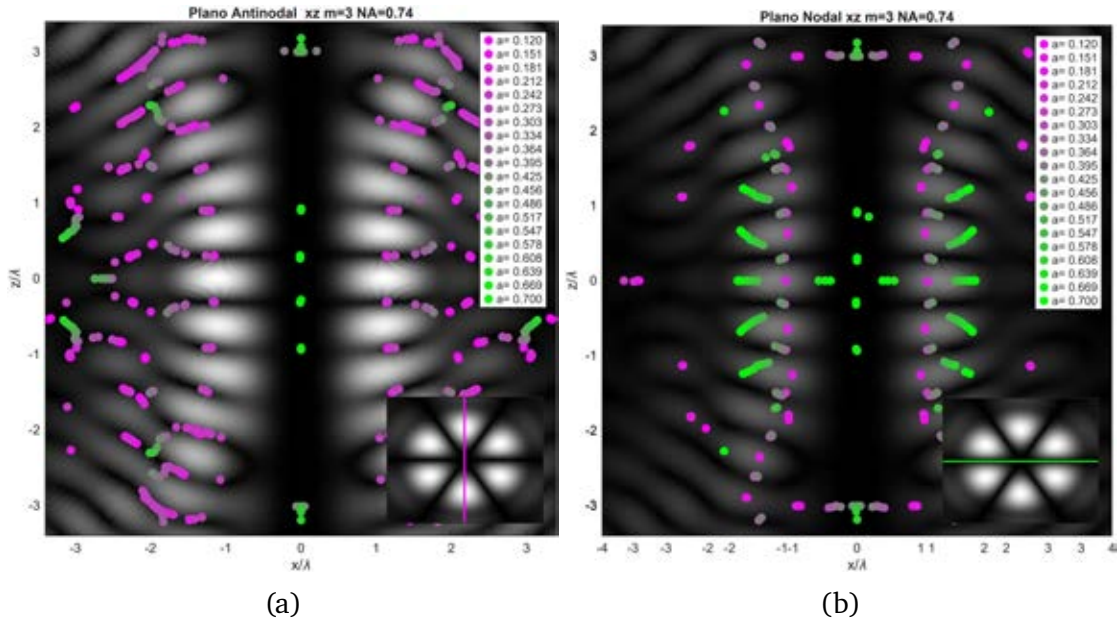 Plano Antinodal xz m=3 NA=0.74
3
2
1
0
-1
-2
-3
z/λ
-3 -2 -1 0 1 2 3
x/λ
a= 0.120
a= 0.151
a= 0.181
a= 0.212
a= 0.242
a= 0.273
a= 0.303
a= 0.334
a= 0.364
a= 0.395
a= 0.425
a= 0.456
a= 0.486
a= 0.517
a= 0.547
a= 0.578
a= 0.608
a= 0.639
a= 0.669
a= 0.700
(a)
Plano Nodal xz m=3 NA=0.74
3
2
1
0
-1
-2
-3
z/λ
-4 -3 -3 -2 -2 -1-1 0 1 1 2 2 3 3 4
x/λ
a= 0.120
a= 0.151
a= 0.181
a= 0.212
a= 0.242
a= 0.273
a= 0.303
a= 0.334
a= 0.364
a= 0.395
a= 0.425
a= 0.456
a= 0.486
a= 0.517
a= 0.547
a= 0.578
a= 0.608
a= 0.639
a= 0.669
a= 0.700
(b)